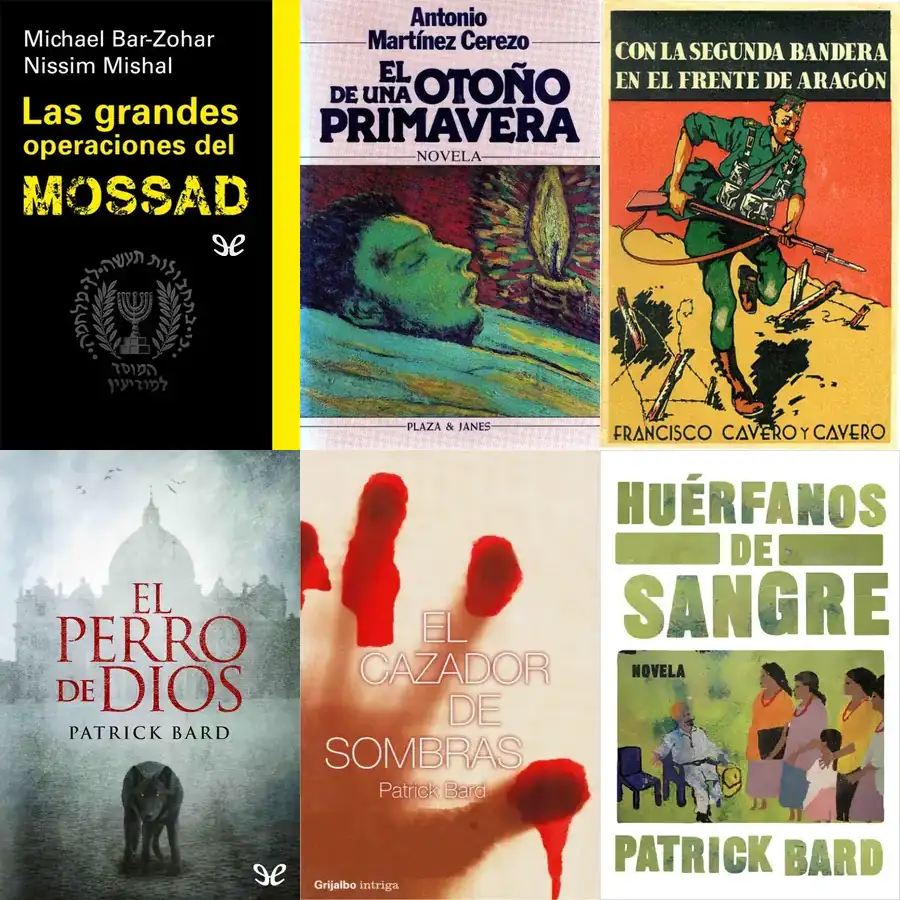 Michael Bar-Zohar
Nissim Mishal
Las grandes
operaciones del
MOSSAD
המוסד
למודיעין
Antonio
Martínez Cerezo
EL OTOÑO
DE UNA
PRIMAVERA
NOVELA
PLAZA & JANES
CON LA SEGUNDA BANDERA
EN EL FRENTE DE ARAGÓN
FRANCISCO CAVERO Y CAVERO
EL
PERRO
DE DIOS
PATRICK BARD
EL
CAZADOR
DE
SOMBRAS
Patrick Bard
Grijalbo intriga
HUÉRFANOS
DE
SANGRE
NOVELA
PATRICK BARD